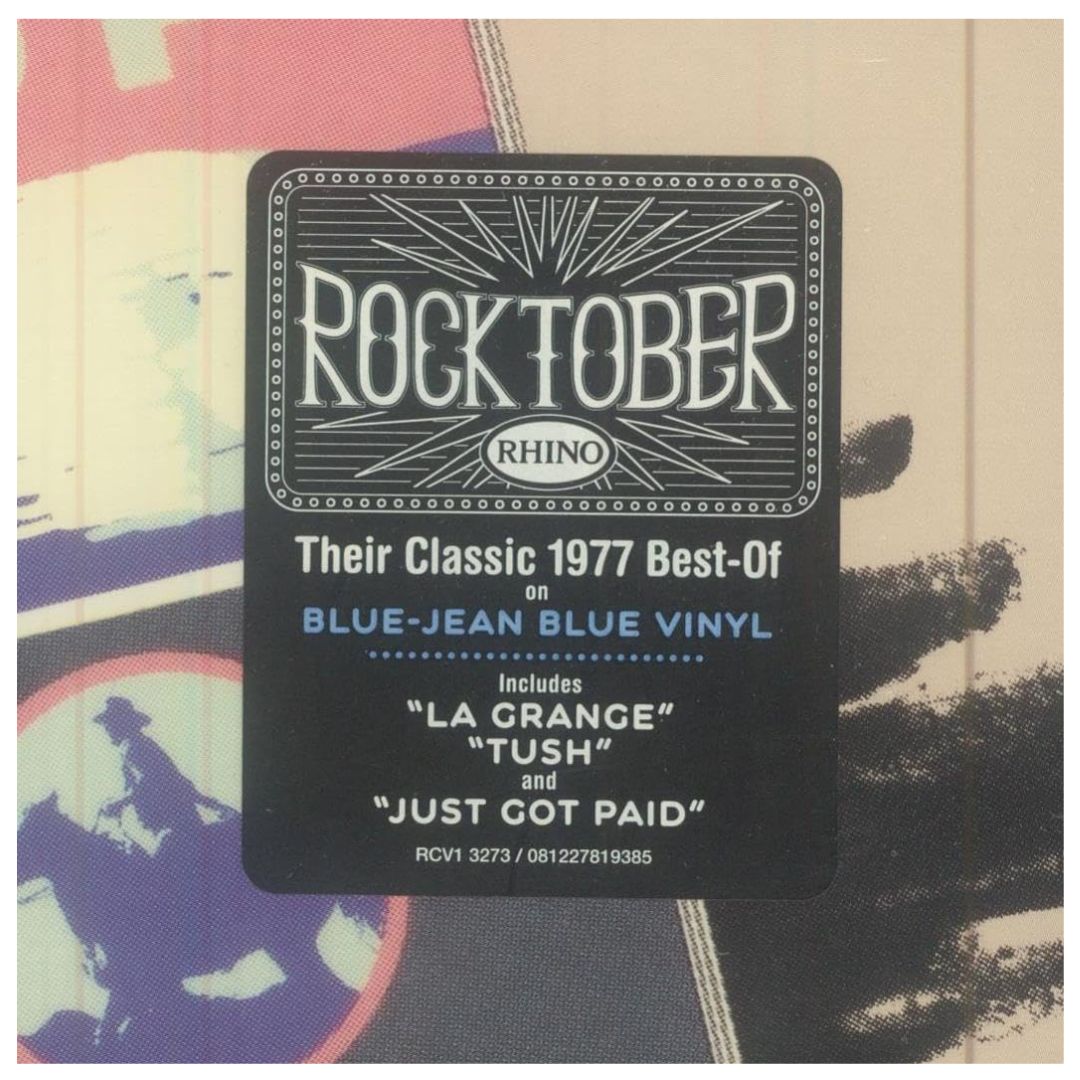 ROCKTOBER
RHINO
Their Classic 1977 Best-Of
on
BLUE-JEAN BLUE VINYL
Includes
"LA GRANGE"
"TUSH"
and
"JUST GOT PAID"
RCV1 3273 / 081227819385